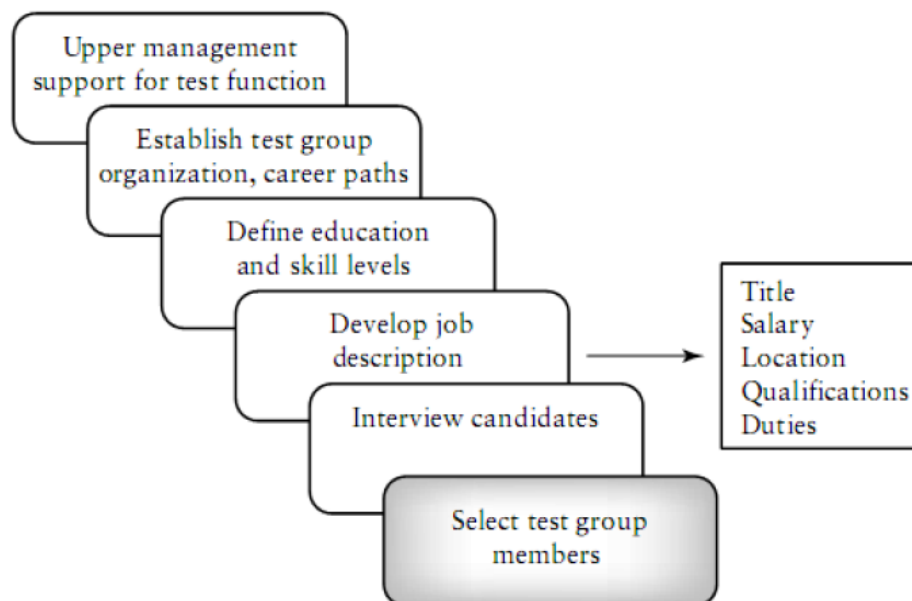 Upper management
support for test function
Establish test group
organization, career paths
Define education
and skill levels
Develop job
description
Title
Salary
Location
Qualifications
Duties
Interview candidates
Select test group
members